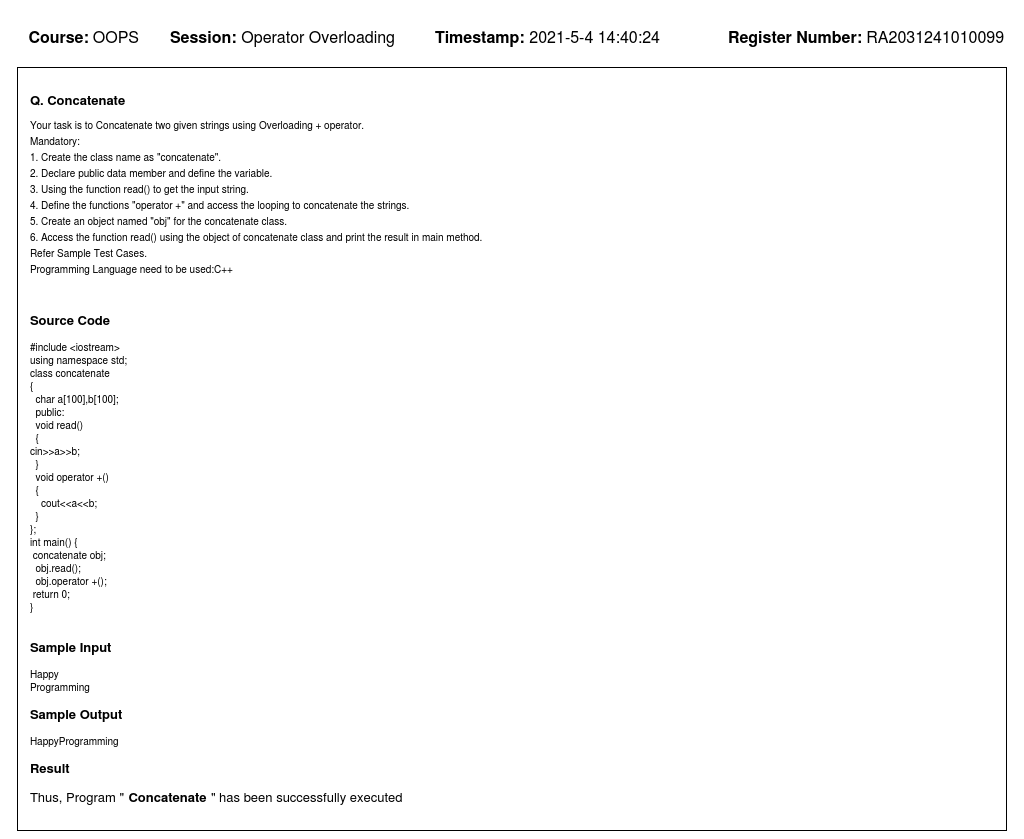 Course: OOPS Session: Operator Overloading Timestamp: 2021-5-4 14:40:24 Register Number: RA2031241010099
Q. Concatenate
Your task is to Concatenate two given strings using Overloading + operator.
Mandatory:
1. Create the class name as "concatenate".
2. Declare public data member and define the variable.
3. Using the function read() to get the input string.
4. Define the functions "operator +" and access the looping to concatenate the strings.
5. Create an object named "obj" for the concatenate class.
6. Access the function read() using the object of concatenate class and print the result in main method.
Refer Sample Test Cases.
Programming Language need to be used:C++
Source Code
#include <iostream>
using namespace std;
class concatenate
{
char a[100],b[100];
public:
void read()
{
cin>>a>>b;
}
void operator +()
{
cout<<a<<b;
}
};
int main() {
concatenate obj;
obj.read();
obj.operator +();
return 0;
}
Sample Input
Happy
Programming
Sample Output
HappyProgramming
Result
Thus, Program " Concatenate " has been successfully executed